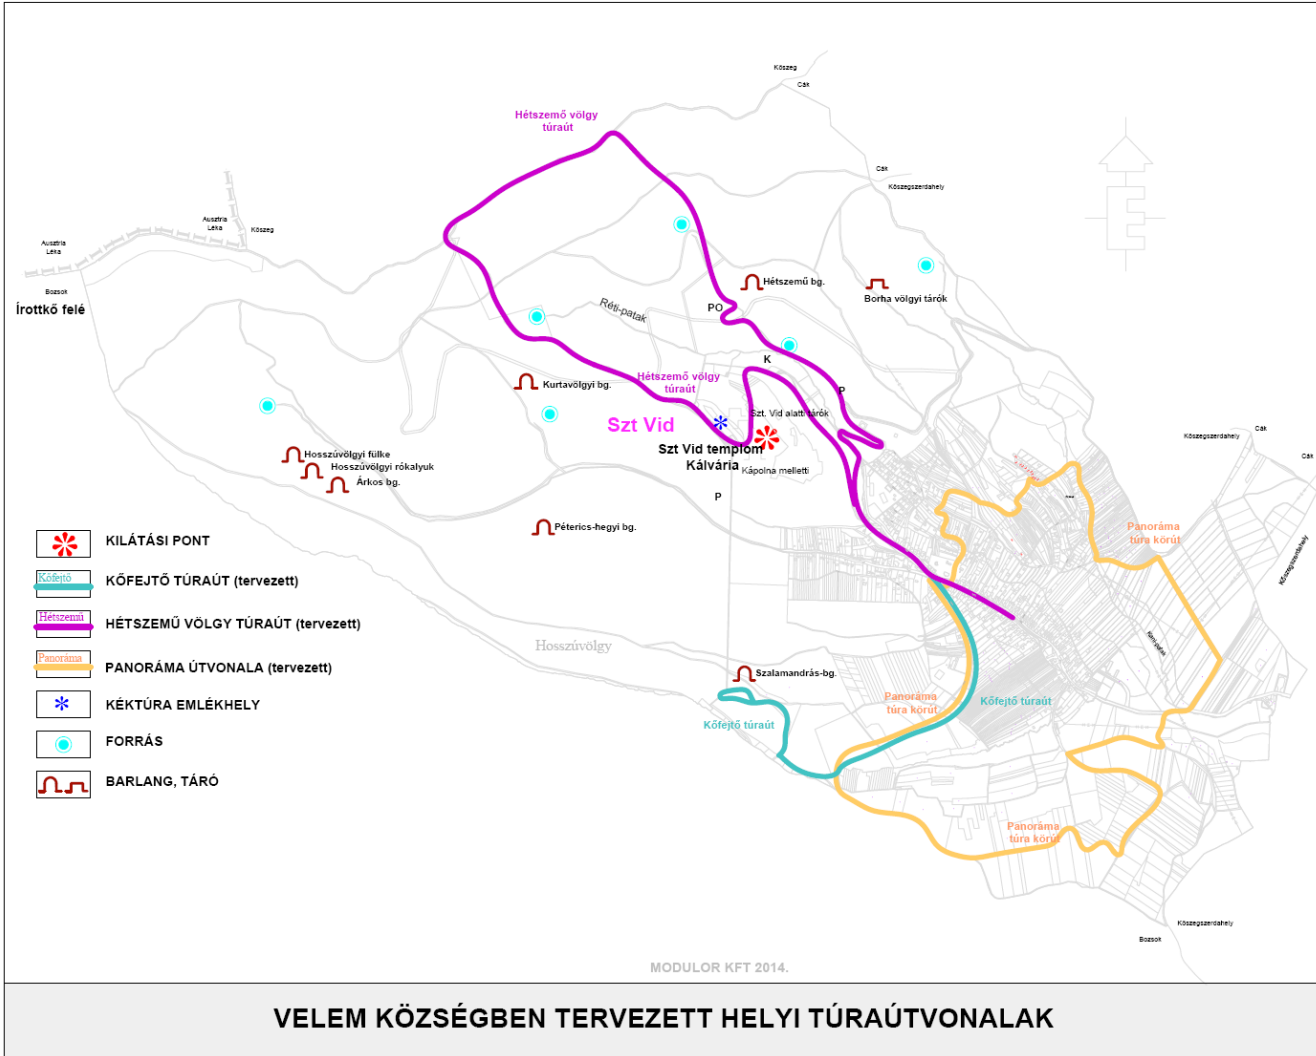 Kőszeg
Cák
Hétszemő völgy
túraút
Cák
Kőszegszerdahely
Ausztria
Léka
Kőszeg
Ausztria
Léka
Bozsok
Írottkő felé
Hétszemű bg.
Borha völgyi tárók
Réti-patak
PO
K
Kurtavölgyi bg.
Hétszemő völgy
túraút
P
Szt. Vid alatti tárók
Szt Vid
Szt Vid templom
Kálvária
Kápolna melletti
Hosszúvölgyi fülke
Hosszúvölgyi rókalyuk
Árkos bg.
P
Péterics-hegyi bg.
Kőszegszerdahely
Cák
Cák
Kőszegszerdahely
Panoráma
túra körút
KILÁTÁSI PONT
Kőfejtő
KŐFEJTŐ TÚRAÚT (tervezett)
Hétszemű
HÉTSZEMŰ VÖLGY TÚRAÚT (tervezett)
Panoráma
PANORÁMA ÚTVONALA (tervezett)
KÉKTÚRA EMLÉKHELY
FORRÁS
BARLANG, TÁRÓ
Hosszúvölgy
Szalamandrás-bg.
Panoráma
túra körút
Kőfejtő túraút
Kőfejtő túraút
Panoráma
túra körút
Kőszegszerdahely
Bozsok
MODULOR KFT 2014.
VELEM KÖZSÉGBEN TERVEZETT HELYI TÚRAÚTVONALAK